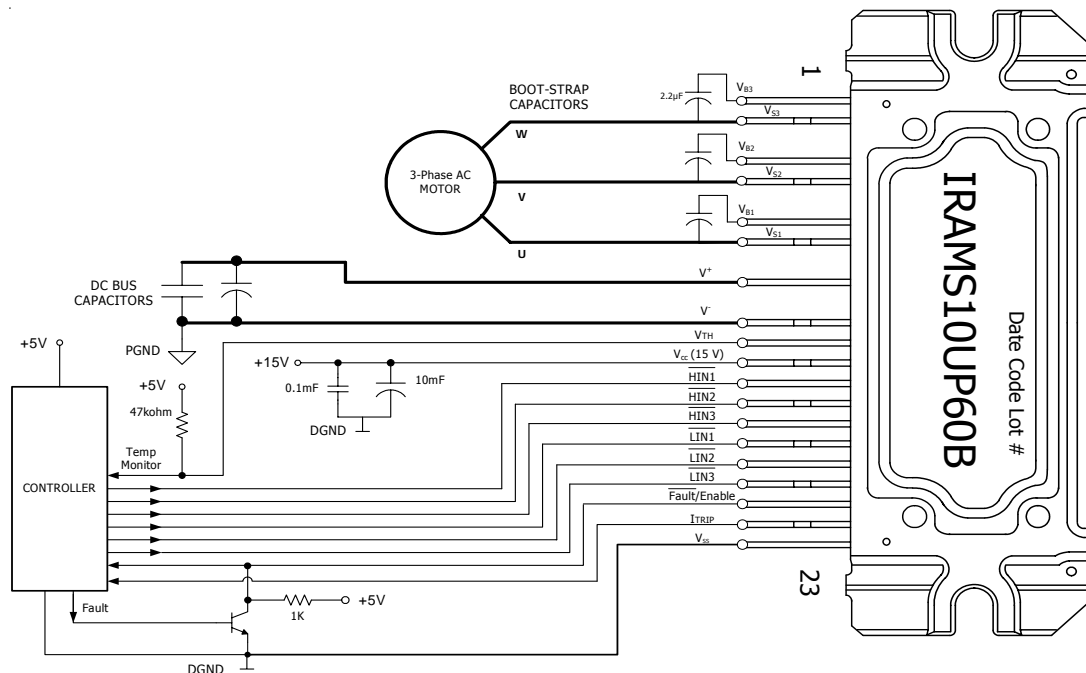 1
BOOT-STRAP
CAPACITORS
2.2µF
VB3
VS3
W
VB2
3-Phase AC
MOTOR
VS2
V
VB1
VS1
U
V+
DC BUS
CAPACITORS
V-
VTH
+5V
PGND
+15V
Vcc (15 V)
+5V
0.1mF
10mF
HIN1
47kohm
HIN2
DGND
HIN3
Temp
Monitor
LIN1
LIN2
CONTROLLER
LIN3
Fault/Enable
ITRIP
Vss
23
Fault
1K
+5V
DGND
IRAMS10UP60B
Date Code Lot #